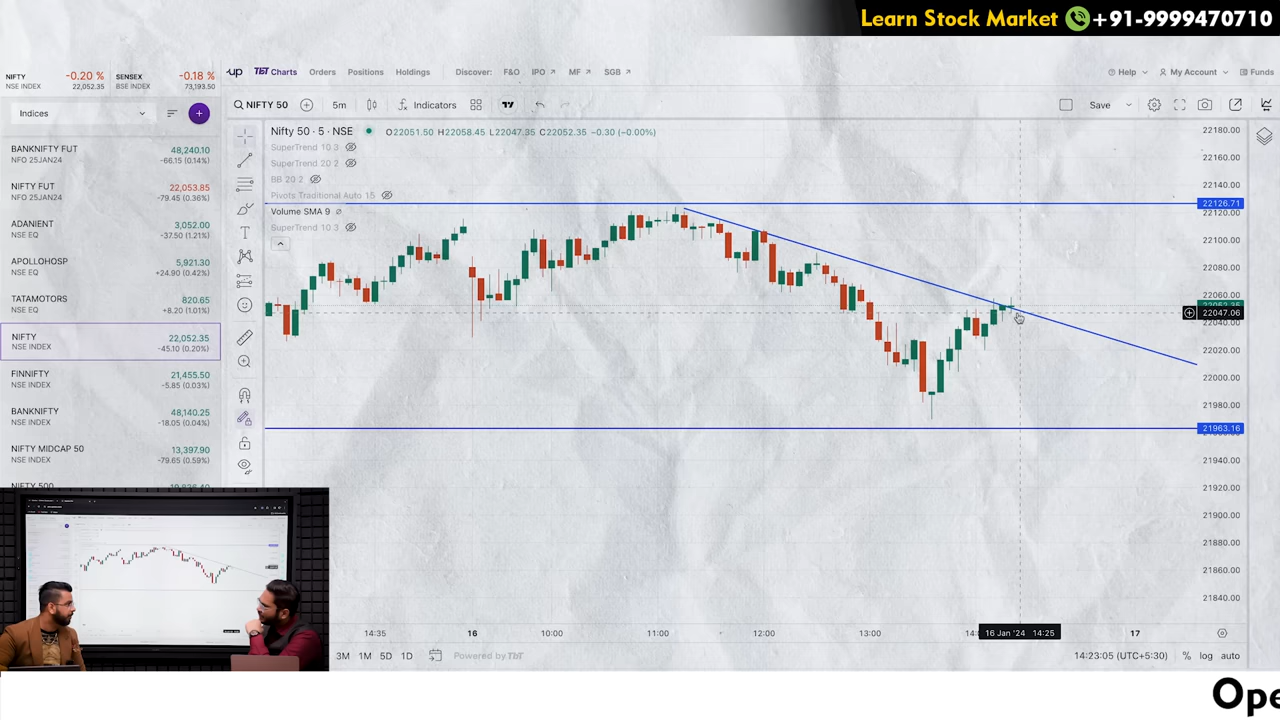 Learn Stock Market +91-9999470710
NIFTY -0.20 % SENSEX -0.18 %
NSE INDEX 22,052.35 BSE INDEX 73,193.50
up TBT Charts Orders Positions Holdings Discover: F&O IPO MF SGB Help My Account Funds
Indices
NIFTY 50 5m Indicators Save
BANKNIFTY FUT 48,240.10
NFO 25JAN24 -66.15 (0.14%)
NIFTY FUT 22,053.85
NFO 25JAN24 -79.45 (0.36%)
ADANIENT 3,052.00
NSE EQ -37.50 (1.21%)
APOLLOHOSP 5,921.30
NSE EQ +24.90 (0.42%)
TATAMOTORS 820.65
NSE EQ +8.20 (1.01%)
NIFTY 22,052.35
NSE INDEX -45.10 (0.20%)
FINNIFTY 21,455.50
NSE INDEX -5.85 (0.03%)
BANKNIFTY 48,140.25
NSE INDEX -18.05 (0.04%)
NIFTY MIDCAP 50 13,397.90
NSE INDEX -79.65 (0.59%)
NIFTY 500
Nifty 50 · 5 · NSE O22051.50 H22058.45 L22047.35 C22052.35 −0.30 (−0.00%)
SuperTrend 10 3
SuperTrend 20 2
BB 20 2
Pivots Traditional Auto 15
Volume SMA 9
SuperTrend 10 3
22180.00
22160.00
22140.00
22126.71
22120.00
22100.00
22080.00
22060.00
22052.35
22047.06
22040.00
22020.00
22000.00
21980.00
21963.16
21940.00
21920.00
21900.00
21880.00
21860.00
21840.00
14:35 16 10:00 11:00 12:00 13:00 16 Jan '24 14:25 17
3M 1M 5D 1D Powered by TBT 14:23:05 (UTC+5:30) % log auto
Ope